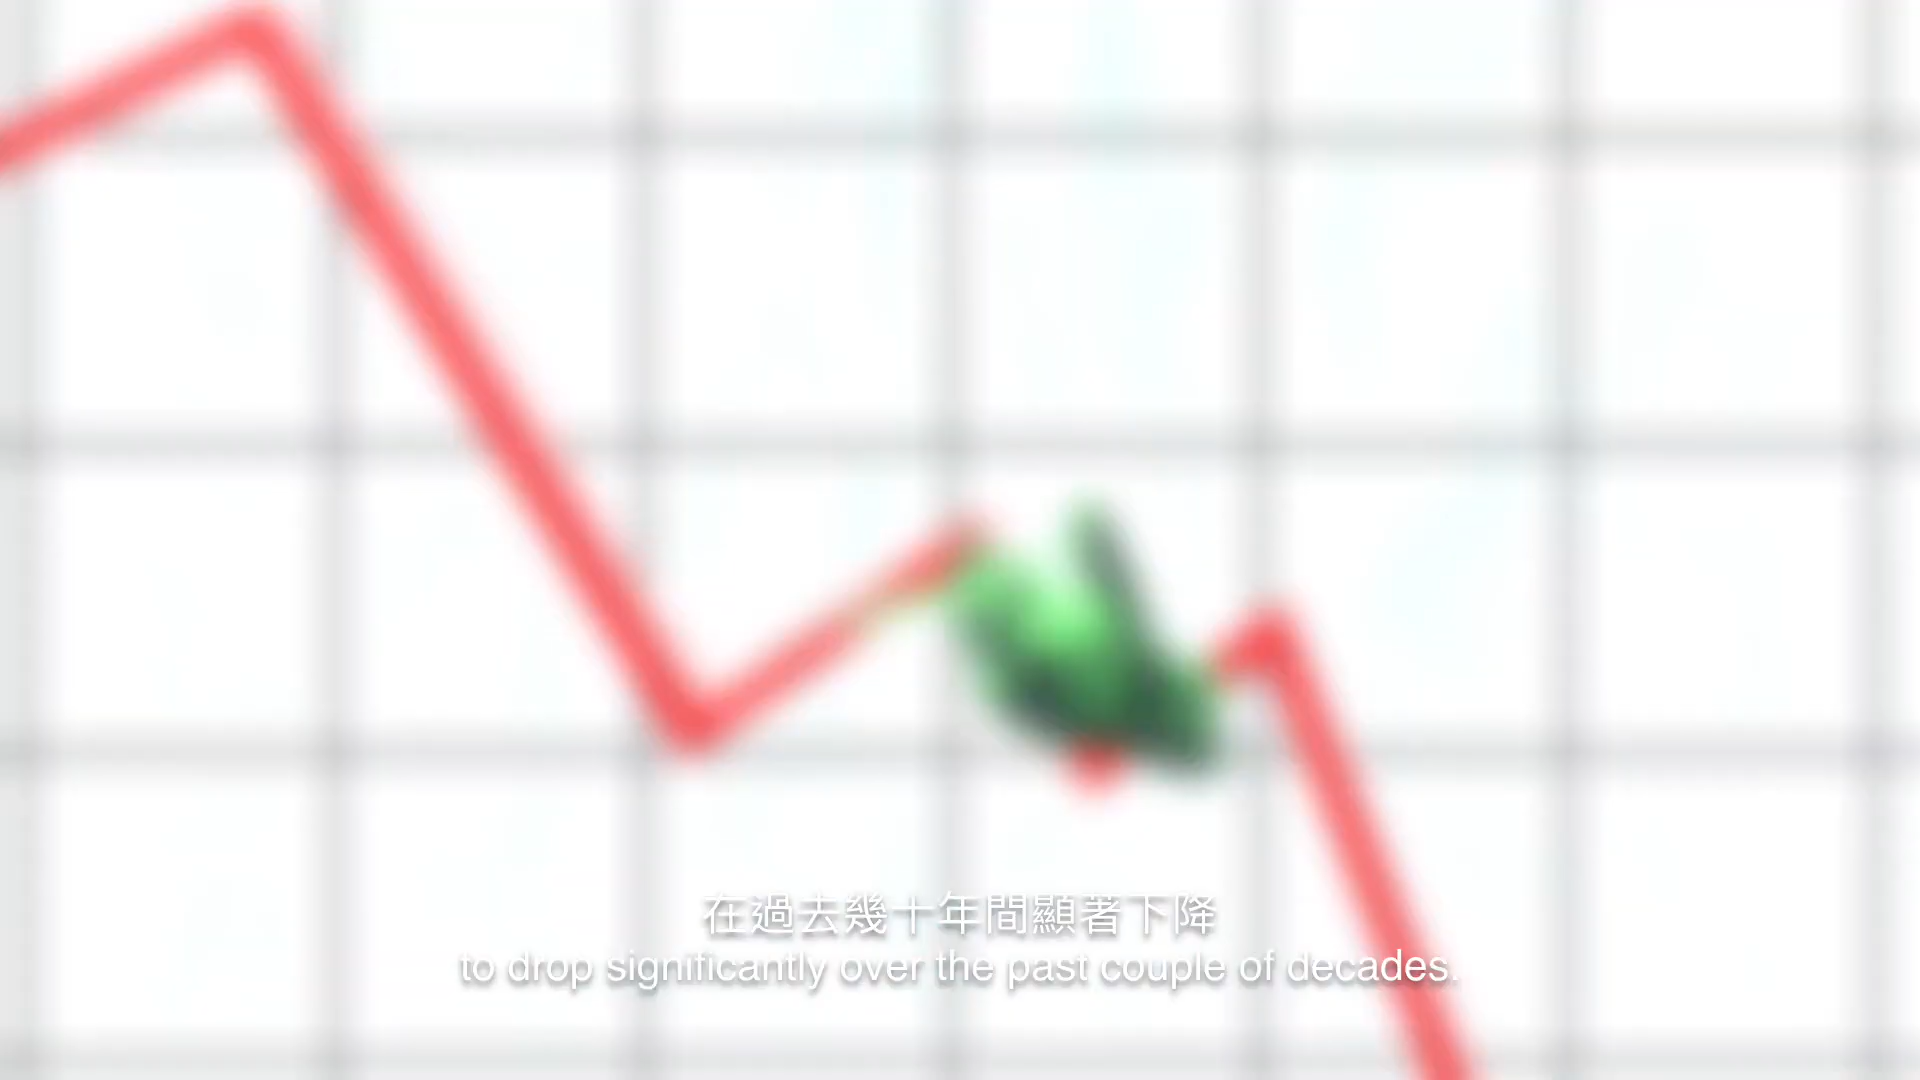 在過去幾十年間顯著下降
to drop significantly over the past couple of decades.